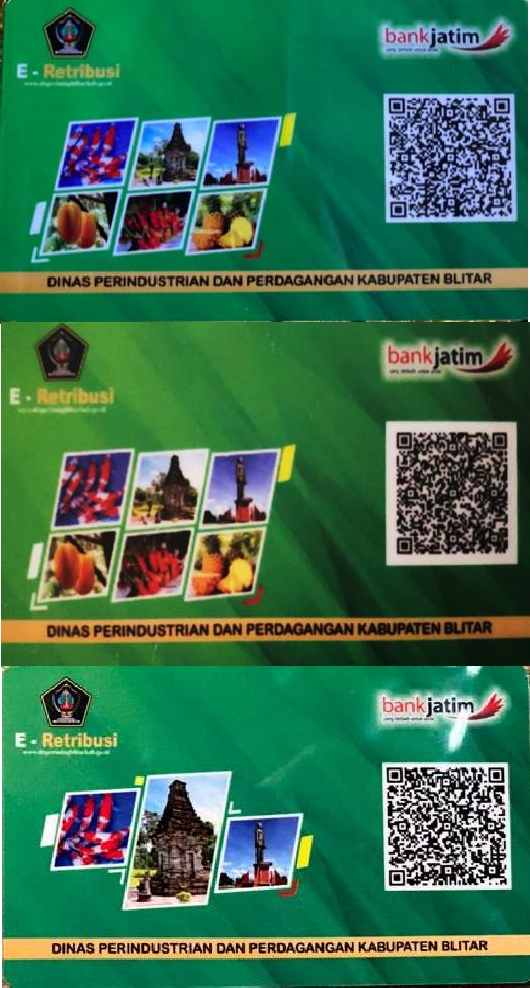 bankjatim
E - Retribusi
DINAS PERINDUSTRIAN DAN PERDAGANGAN KABUPATEN BLITAR
bankjatim
E - Retribusi
DINAS PERINDUSTRIAN DAN PERDAGANGAN KABUPATEN BLITAR
bankjatim
E - Retribusi
DINAS PERINDUSTRIAN DAN PERDAGANGAN KABUPATEN BLITAR